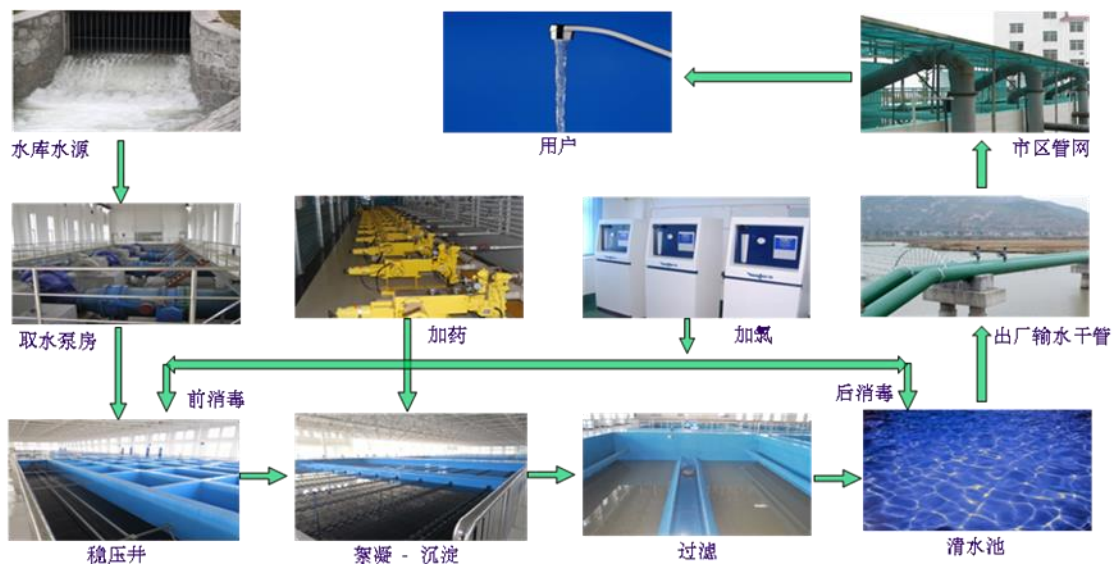 水库水源
用户
市区管网
取水泵房
加药
加氯
出厂输水干管
前消毒
后消毒
稳压井
絮凝 - 沉淀
过滤
清水池